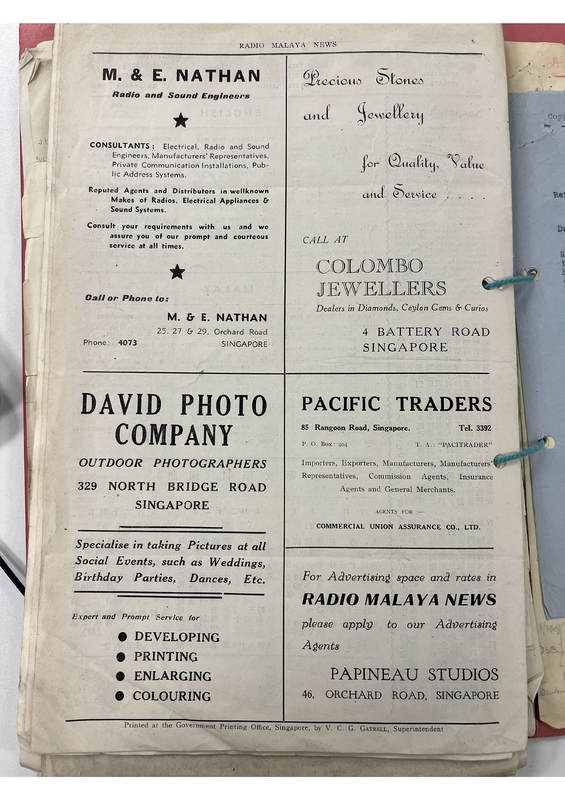 RADIO MALAYA NEWS
M. & E. NATHAN
Radio and Sound Engineers
CONSULTANTS: Electrical, Radio and Sound
Engineers, Manufacturers' Representatives,
Private Communication Installations, Pub-
lic Address Systems.
Reputed Agents and Distributors in wellknown
Makes of Radios, Electrical Appliances &
Sound Systems.
Consult your requirements with us and we
assure you of our prompt and courteous
service at all times.
Call or Phone to:
M. & E. NATHAN
25, 27 & 29, Orchard Road
Phone: 4073 SINGAPORE
Precious Stones
and Jewellery
for Quality, Value
and Service . . . .
CALL AT
COLOMBO
JEWELLERS
Dealers in Diamonds, Ceylon Gems & Curios
4 BATTERY ROAD
SINGAPORE
DAVID PHOTO
COMPANY
OUTDOOR PHOTOGRAPHERS
329 NORTH BRIDGE ROAD
SINGAPORE
Specialise in taking Pictures at all
Social Events, such as Weddings,
Birthday Parties, Dances, Etc.
Expert and Prompt Service for
● DEVELOPING
● PRINTING
● ENLARGING
● COLOURING
PACIFIC TRADERS
85 Rangoon Road, Singapore. Tel. 3392
P. O. Box: 204 T. A.: "PACITRADER"
Importers, Exporters, Manufacturers, Manufacturers'
Representatives, Commission Agents, Insurance
Agents and General Merchants.
AGENTS FOR —
COMMERCIAL UNION ASSURANCE CO., LTD.
For Advertising space and rates in
RADIO MALAYA NEWS
please apply to our Advertising
Agents
PAPINEAU STUDIOS
46, ORCHARD ROAD, SINGAPORE
Printed at the Government Printing Office, Singapore, by V. C. G. GATRELL, Superintendent